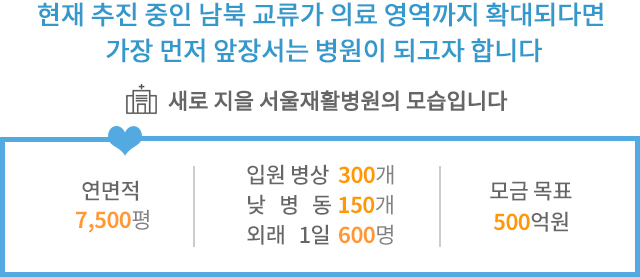 현재 추진 중인 남북 교류가 의료 영역까지 확대되다면
가장 먼저 앞장서는 병원이 되고자 합니다
새로 지을 서울재활병원의 모습입니다
연면적
7,500평
입원 병상 300개
낮 병 동 150개
외래 1일 600명
모금 목표
500억원